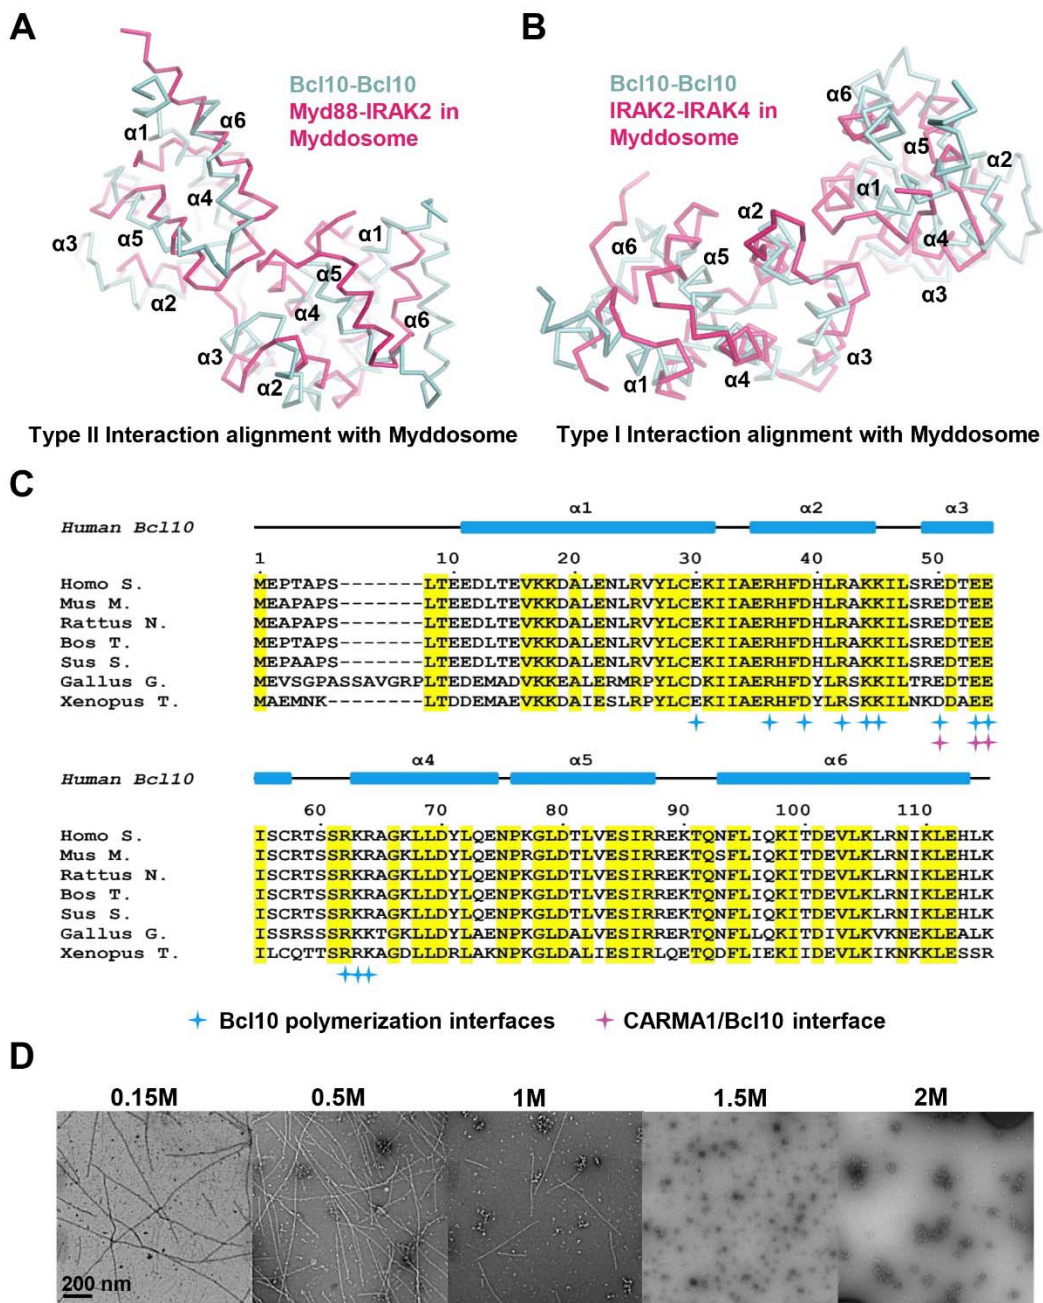 A
B
Bcl10-Bcl10
Myd88-IRAK2 in
Myddosome
α1
α6
α4
α3
α5
α2
α1
α5
α4
α6
α3
α2
Bcl10-Bcl10
IRAK2-IRAK4 in
Myddosome
α6
α5
α2
α1
α2
α4
α3
α6
α5
α1
α4
α3
Type II Interaction alignment with Myddosome
Type I Interaction alignment with Myddosome
C
α1 α2 α3
Human Bcl10
1 10 20 30 40 50
Homo S. MEPTAPS-------LTEEDLTEVKKDALENLRVYLCEKIIAERHFDHLRAKKILSREDTEE
Mus M. MEAPAPS-------LTEEDLTEVKKDALENLRVYLCEKIIAERHFDHLRAKKILSREDTEE
Rattus N. MEAPAPS-------LTEEDLTEVKKDALENLRVYLCEKIIAERHFDHLRAKKILSREDTEE
Bos T. MEPTAPS-------LTEEDLTEVKKDALENLRVYLCEKIIAERHFDHLRAKKILSREDTEE
Sus S. MEPAAPS-------LTEEDLTEVKKDALENLRVYLCEKIIAERHFDHLRAKKILSREDTEE
Gallus G. MEVSGPASSAVGRPLTEDEMADVKKEALERMRPYLCDKIIAERHFDYLRSKKILTREDTEE
Xenopus T. MAEMNK--------LTDDEMAEVKKDAIESLRPYLCEKIIAERHFDYLRSKKILNKDDAEE
α4 α5 α6
Human Bcl10
60 70 80 90 100 110
Homo S. ISCRTSSRKRAGKLLDYLQENPKGLDTLVESIRREKTQNFLIQKITDEVLKLRNIKLEHLK
Mus M. ISCRTSSRKRAGKLLDYLQENPRGLDTLVESIRREKTQSFLIQKITDEVLKLRNIKLEHLK
Rattus N. ISCRTSSRKRAGKLLDYLQENPKGLDTLVESIRREKTQNFLIQKITDEVLKLRNIKLEHLK
Bos T. ISCRTSSRKRAGKLLDYLQENPKGLDTLVESIRREKTQNFLIQKITDEVLKLRNIKLEHLK
Sus S. ISCRTSSRKRAGKLLDYLQENPKGLDTLVESIRREKTQNFLIQKITDEVLKLRNIKLEHLK
Gallus G. ISSRSSSRKKTGKLLDYLAENPKGLDALIESIRRERTQNFLLQKITDIVLKVKNEKLEALK
Xenopus T. ILCQTTSRRKAGDLLDRLAKNPKGLDALVESIRLQETQDFLIEKIIDEVLKIKNKKLESSR
Bcl10 polymerization interfaces CARMA1/Bcl10 interface
D
0.15M 0.5M 1M 1.5M 2M
200 nm